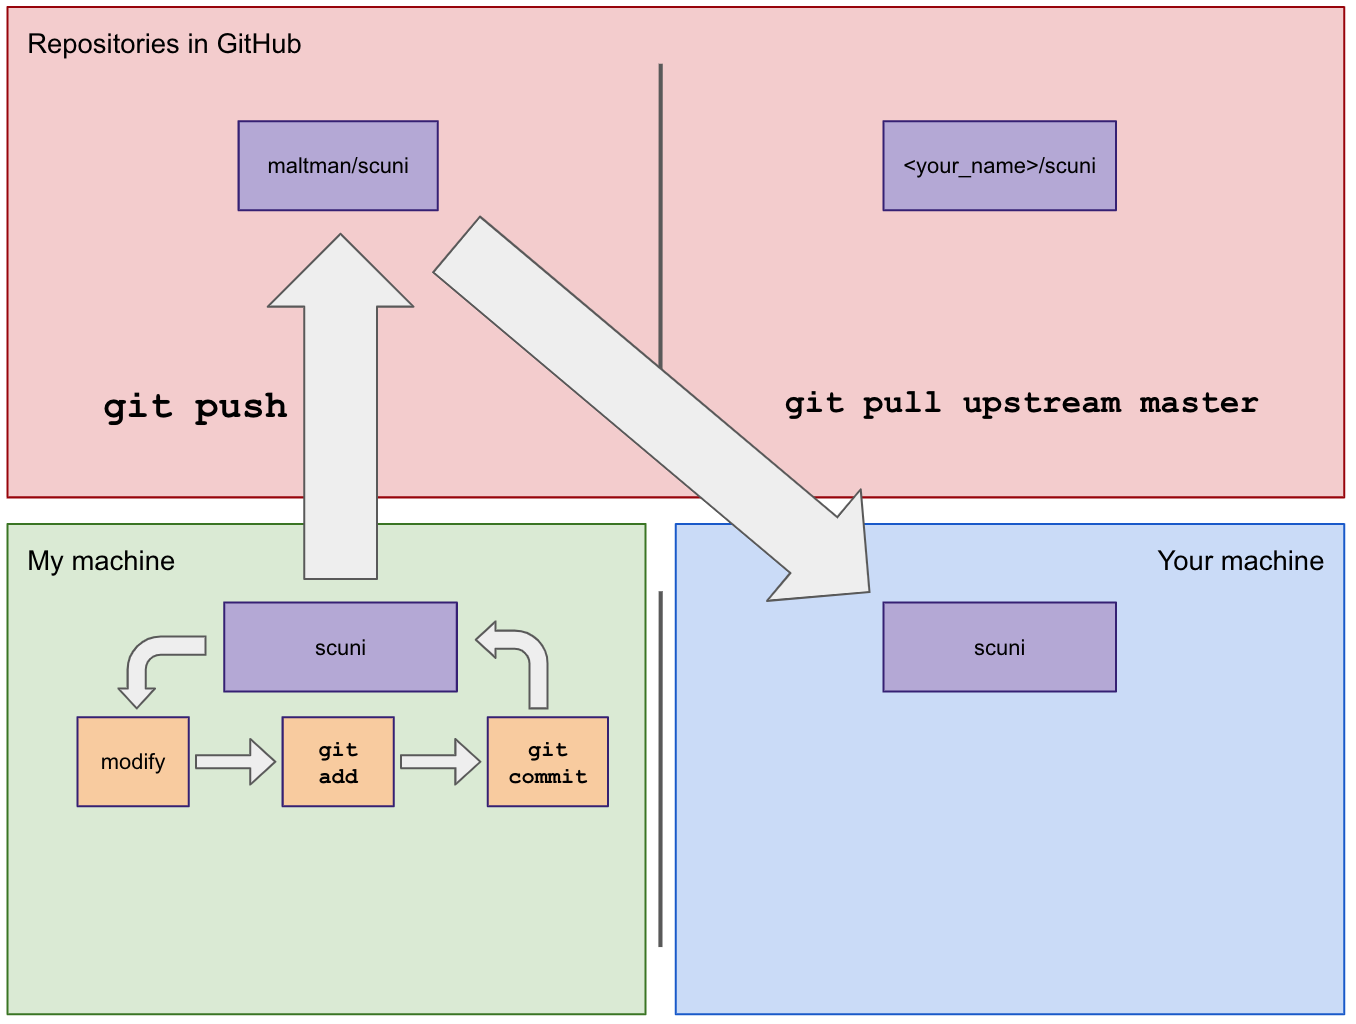 Repositories in GitHub
maltman/scuni
<your_name>/scuni
git push
git pull upstream master
My machine
Your machine
scuni
scuni
modify
git
add
git
commit